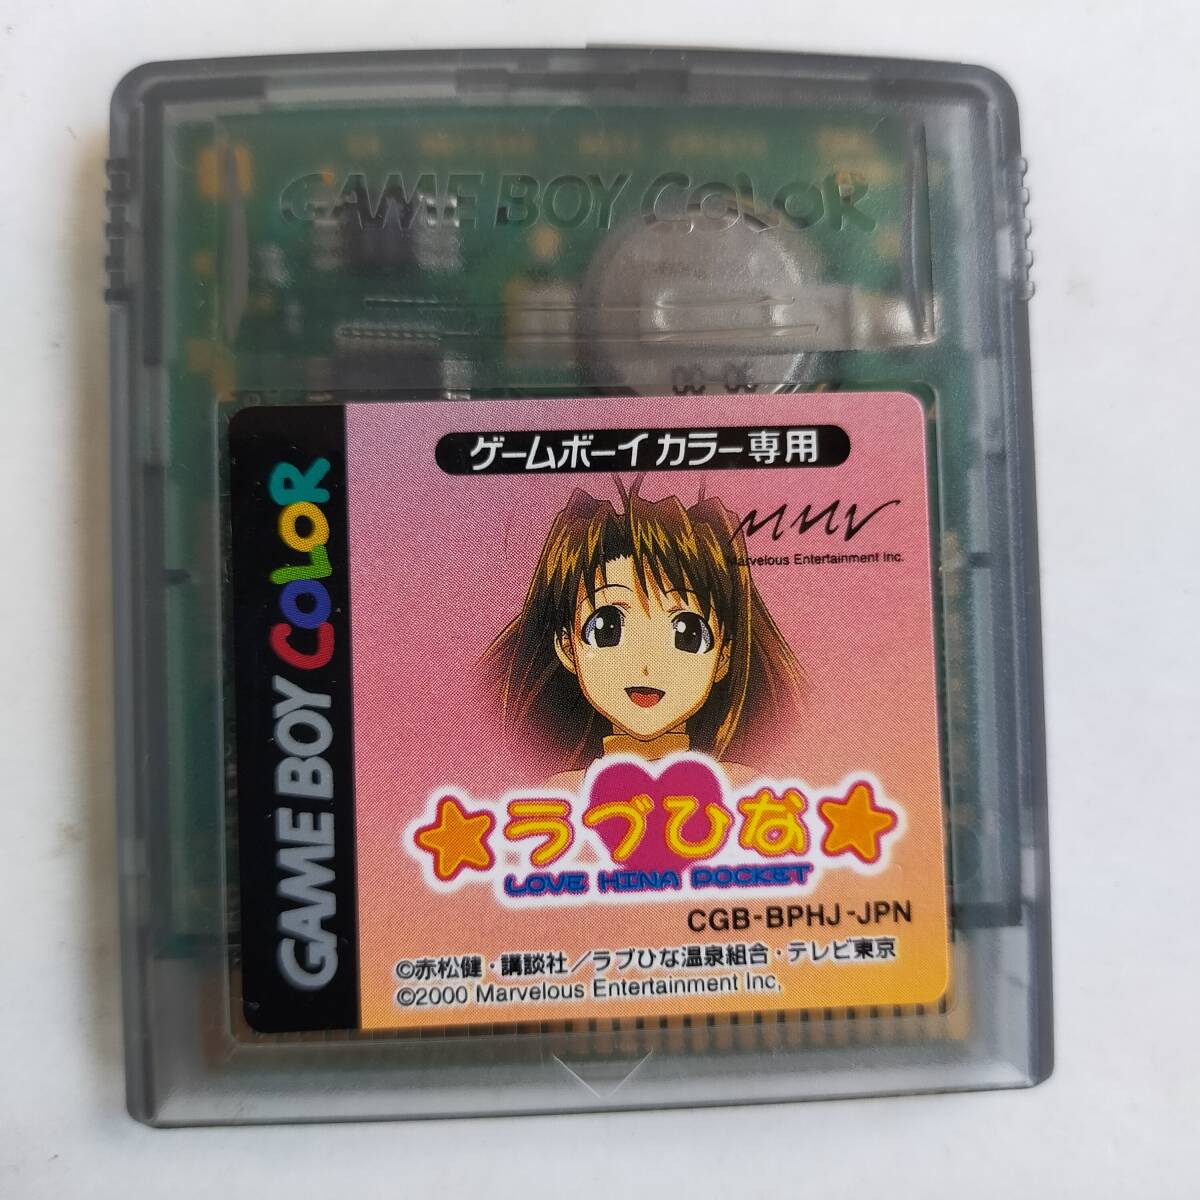 GAME BOY COLOR
ゲームボーイカラー専用
GAME BOY COLOR
Marvelous Entertainment Inc.
ラブひな
LOVE HINA POCKET
CGB-BPHJ-JPN
©赤松健・講談社／ラブひな温泉組合・テレビ東京
©2000 Marvelous Entertainment Inc.